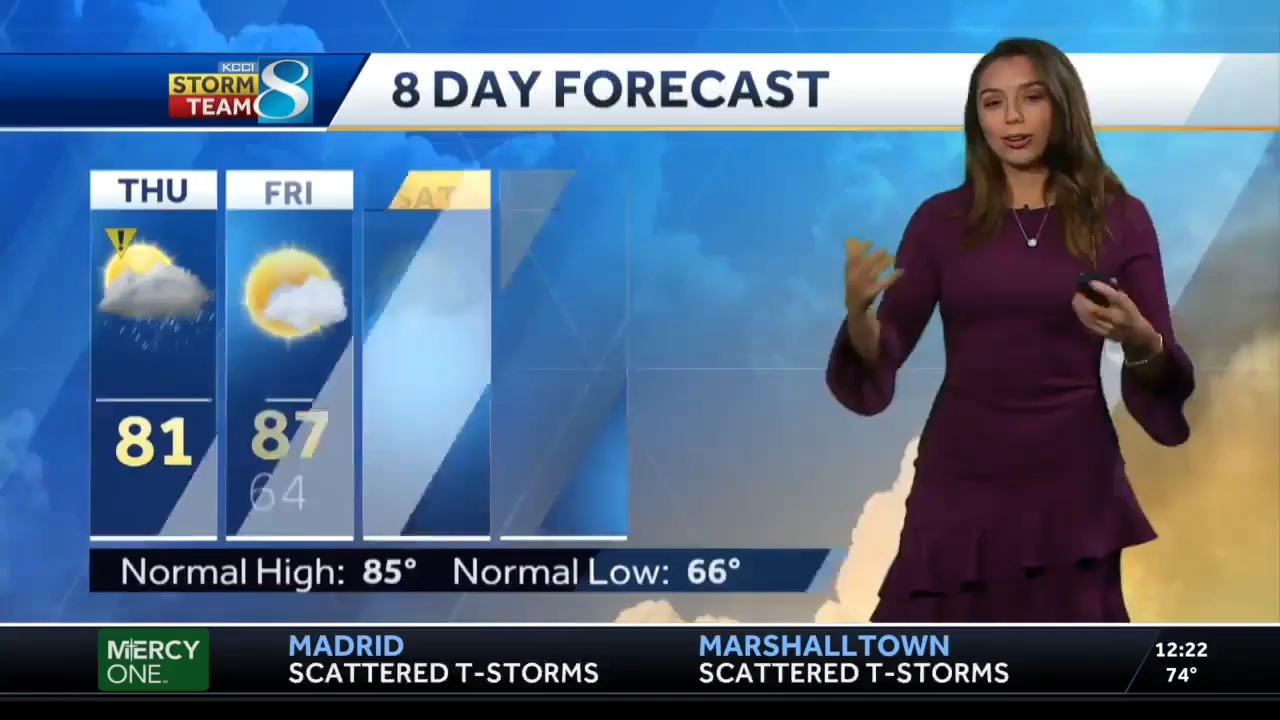 KCCI
STORM
TEAM 8
8 DAY FORECAST
THU
FRI
SAT
!
81
87
64
Normal High: 85° Normal Low: 66°
MERCY
ONE
MADRID
SCATTERED T-STORMS
MARSHALLTOWN
SCATTERED T-STORMS
12:22
74°